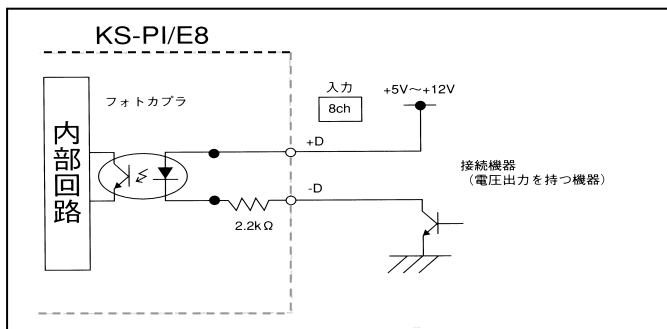 KS-PI/E8
フォトカプラ
内部回路
入力
8ch
+5V～+12V
+D
接続機器
（電圧出力を持つ機器）
-D
2.2kΩ